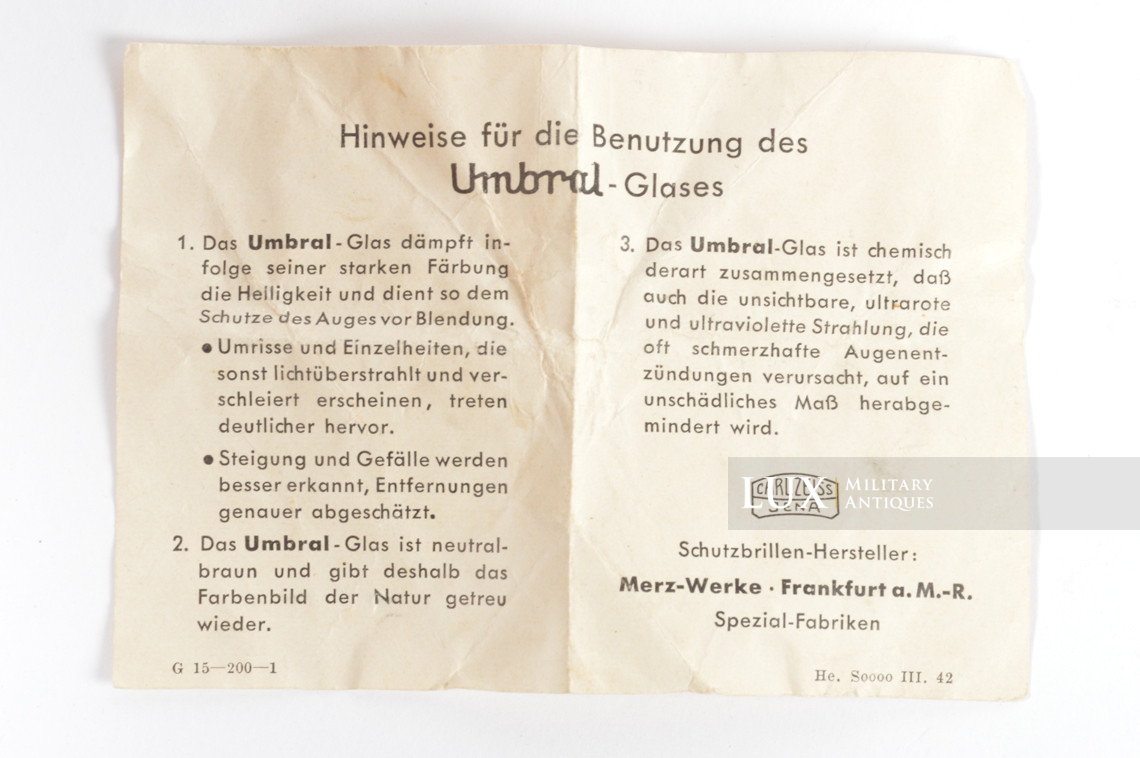 Hinweise für die Benutzung des
Umbral-Glases
1. Das Umbral-Glas dämpft in-
folge seiner starken Färbung
die Helligkeit und dient so dem
Schutze des Auges vor Blendung.
● Umrisse und Einzelheiten, die
sonst lichtüberstrahlt und ver-
schleiert erscheinen, treten
deutlicher hervor.
● Steigung und Gefälle werden
besser erkannt, Entfernungen
genauer abgeschätzt.
2. Das Umbral-Glas ist neutral-
braun und gibt deshalb das
Farbenbild der Natur getreu
wieder.
G 15—200—1
3. Das Umbral-Glas ist chemisch
derart zusammengesetzt, daß
auch die unsichtbare, ultrarote
und ultraviolette Strahlung, die
oft schmerzhafte Augenent-
zündungen verursacht, auf ein
unschädliches Maß herabge-
mindert wird.
CARL ZEISS
JENA
LUX MILITARY
ANTIQUES
Schutzbrillen-Hersteller:
Merz-Werke · Frankfurt a. M.-R.
Spezial-Fabriken
He. Soooo III. 42